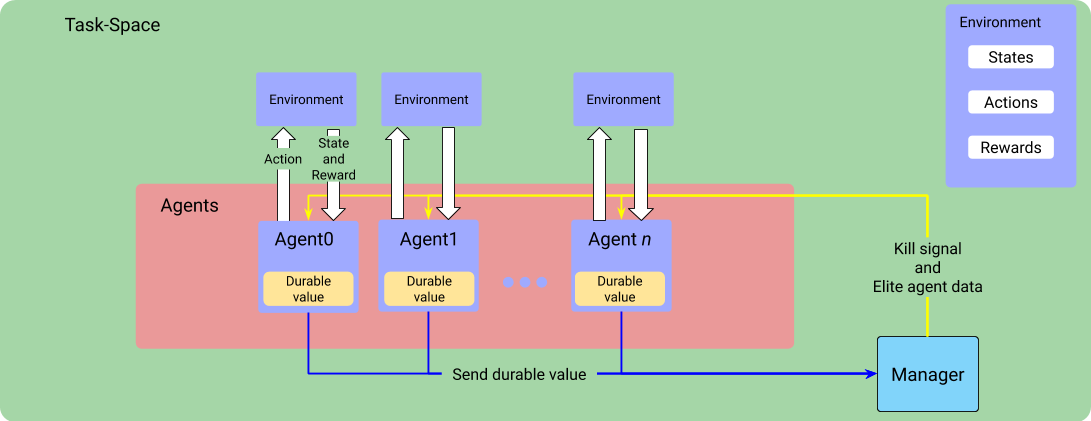 Task-Space
Environment
States
Actions
Rewards
Environment
Environment
Environment
Action
State
and
Reward
Agents
Agent0
Agent1
Agent n
Durable
value
Durable
value
Durable
value
Kill signal
and
Elite agent data
Send durable value
Manager